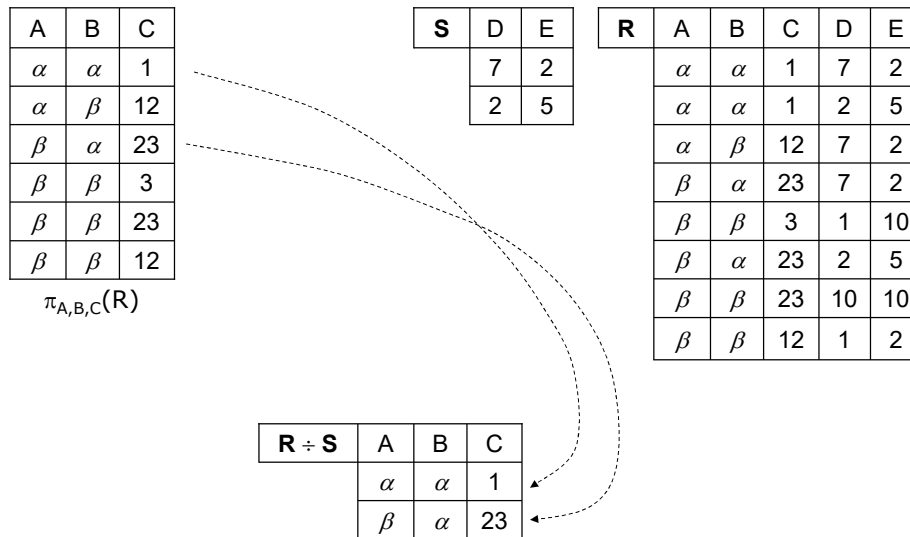 A B C
α α 1
α β 12
β α 23
β β 3
β β 23
β β 12
πA,B,C(R)
S D E
7 2
2 5
R A B C D E
α α 1 7 2
α α 1 2 5
α β 12 7 2
β α 23 7 2
β β 3 1 10
β α 23 2 5
β β 23 10 10
β β 12 1 2
R ÷ S A B C
α α 1
β α 23